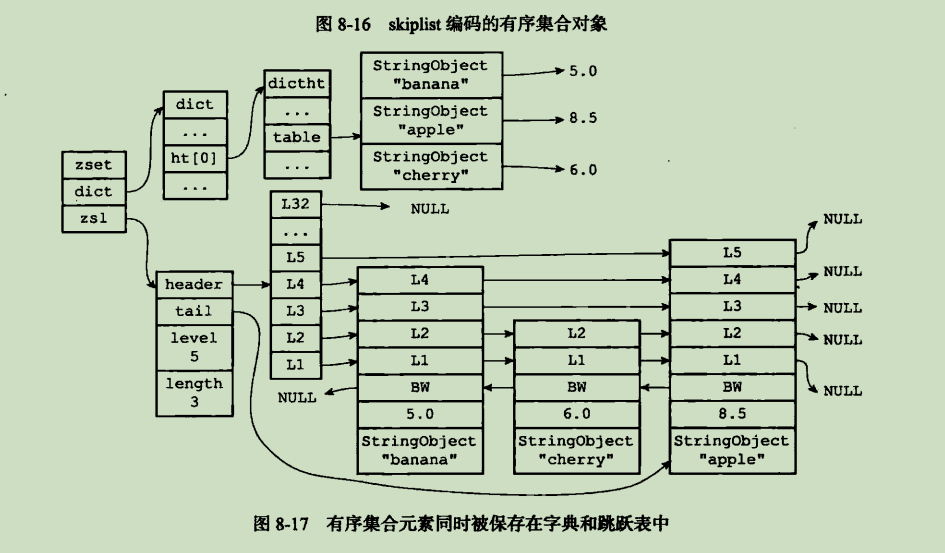 图 8-16 skiplist 编码的有序集合对象
zset
dict
zsl
dict
...
ht[0]
...
dictht
...
table
...
StringObject
"banana"
5.0
StringObject
"apple"
8.5
StringObject
"cherry"
6.0
header
tail
level
5
length
3
L32
NULL
...
L5
L4
L3
L2
L1
NULL
L4
L3
L2
L1
BW
5.0
StringObject
"banana"
L2
L1
BW
6.0
StringObject
"cherry"
L5
L4
L3
L2
L1
BW
8.5
StringObject
"apple"
NULL
NULL
NULL
NULL
NULL
图 8-17 有序集合元素同时被保存在字典和跳跃表中